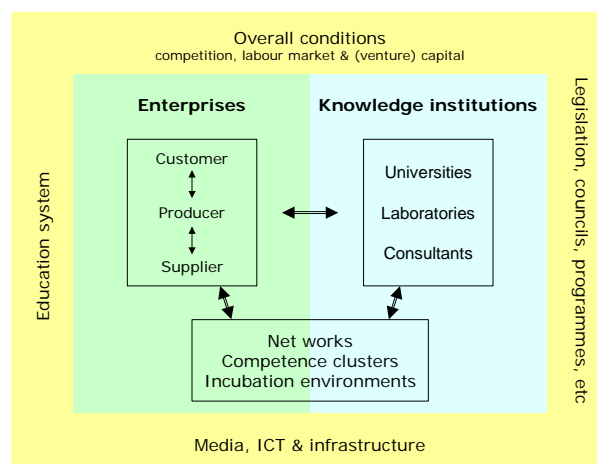 Overall conditions
competition, labour market & (venture) capital
Enterprises
Knowledge institutions
Customer
Producer
Supplier
Universities
Laboratories
Consultants
Net works
Competence clusters
Incubation environments
Education system
Legislation, councils, programmes, etc
Media, ICT & infrastructure